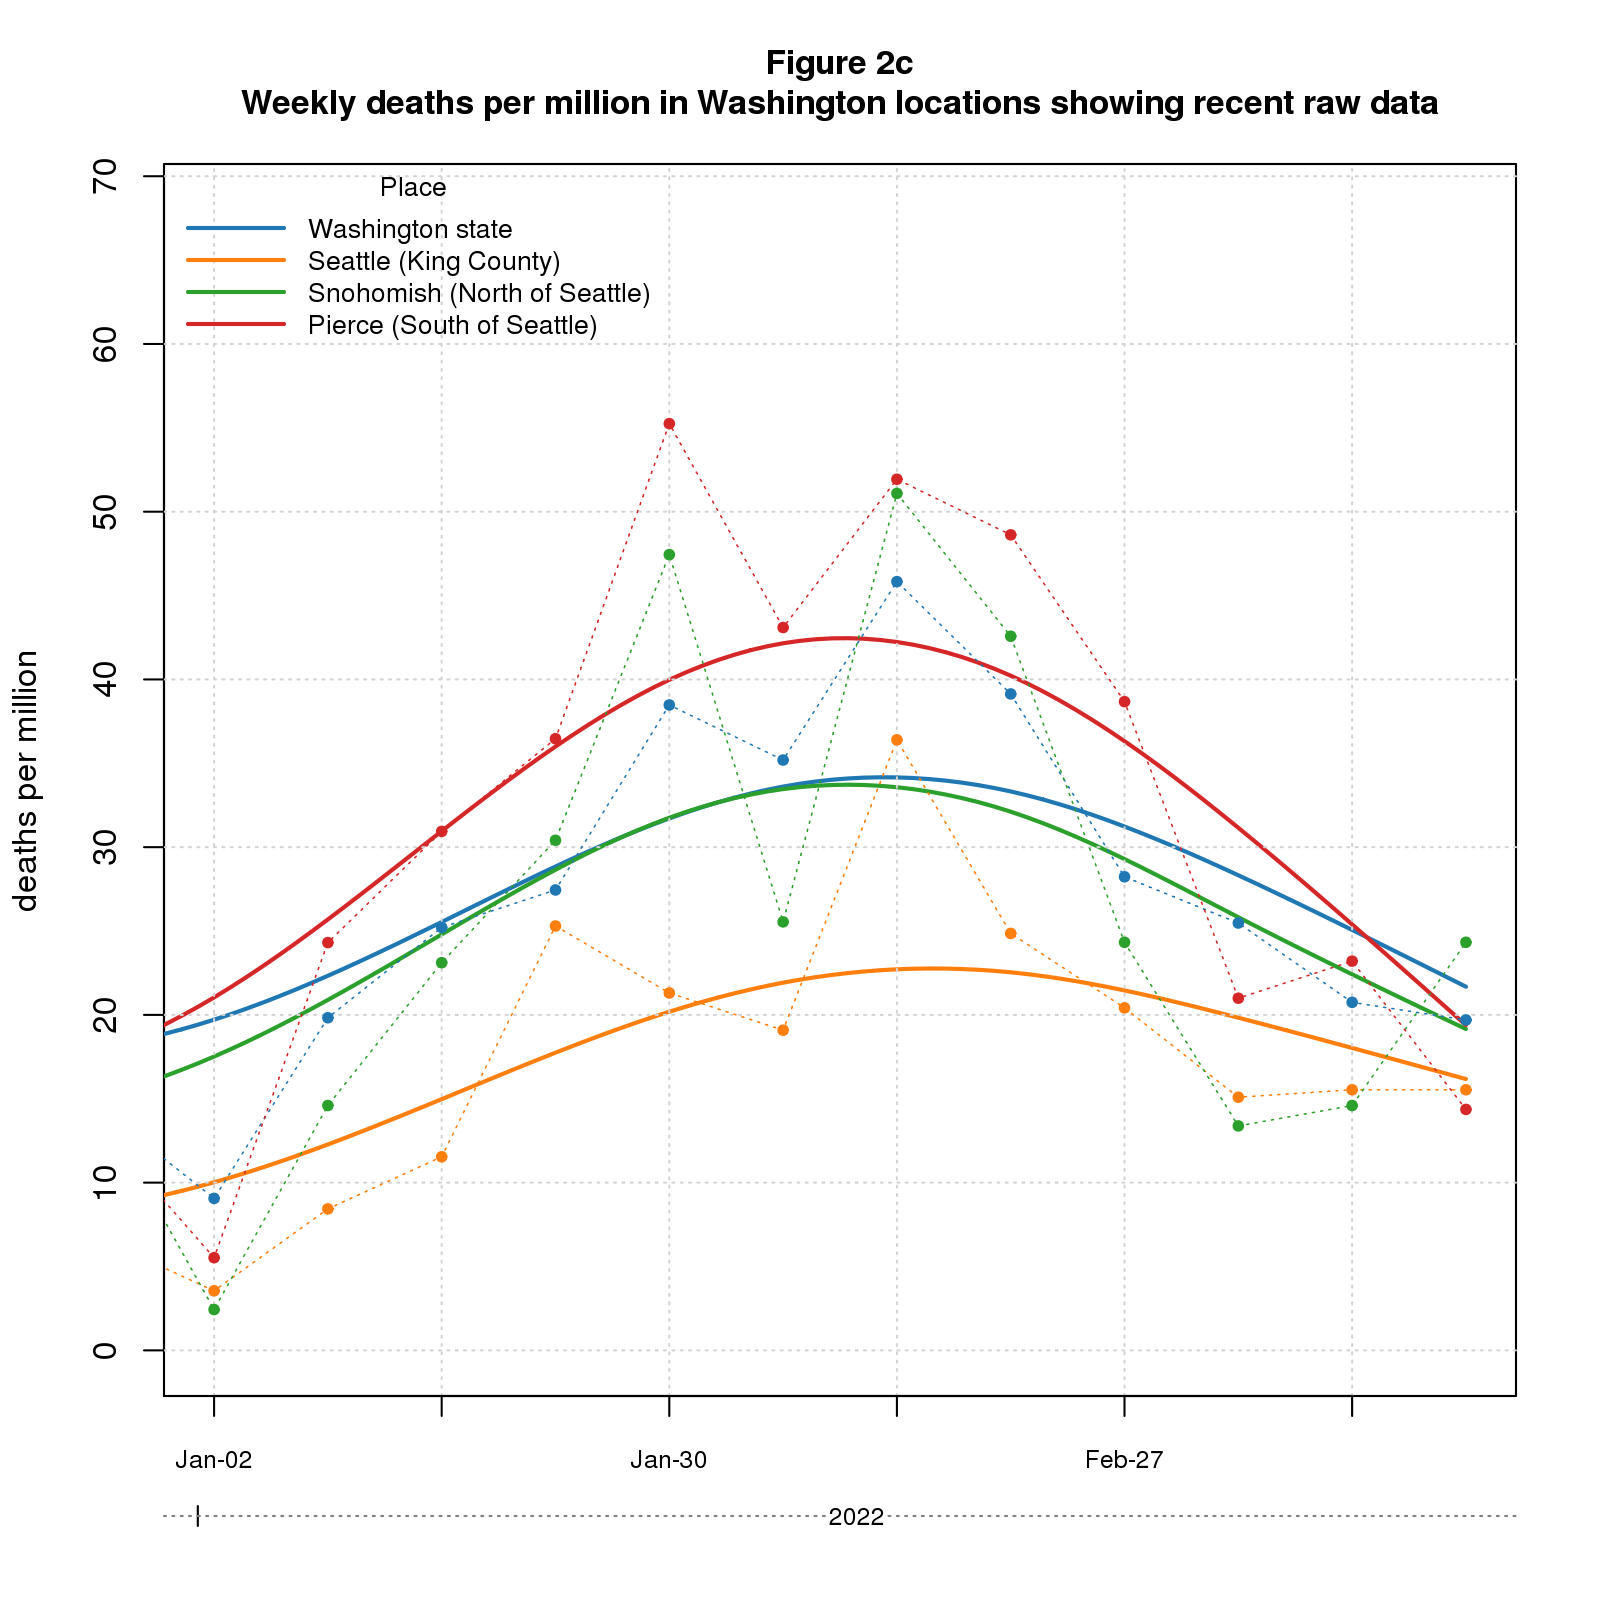 Figure 2c
Weekly deaths per million in Washington locations showing recent raw data
70
60
50
40
30
20
10
0
deaths per million
Place
Washington state
Seattle (King County)
Snohomish (North of Seattle)
Pierce (South of Seattle)
Jan-02
Jan-30
Feb-27
2022